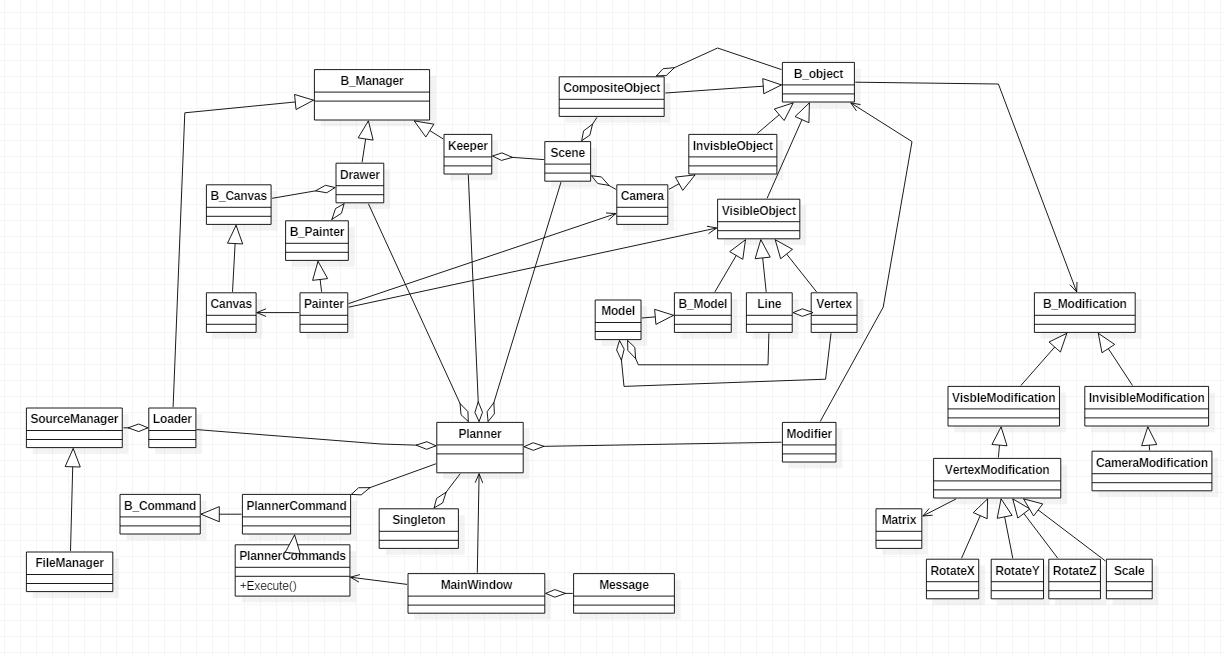 B_Manager
CompositeObject
B_object
Keeper
Scene
InvisbleObject
Drawer
B_Canvas
Camera
VisibleObject
B_Painter
Canvas
Painter
Model
B_Model
Line
Vertex
B_Modification
SourceManager
Loader
Planner
Modifier
VisbleModification
InvisibleModification
VertexModification
CameraModification
B_Command
PlannerCommand
Singleton
Matrix
FileManager
PlannerCommands
+Execute()
MainWindow
Message
RotateX
RotateY
RotateZ
Scale